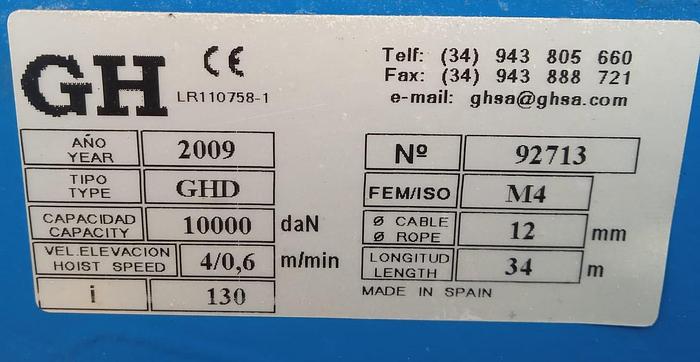 GH CE
LR110758-1
Telf: (34) 943 805 660
Fax: (34) 943 888 721
e-mail: ghsa@ghsa.com
AÑO
YEAR 2009
TIPO
TYPE GHD
CAPACIDAD
CAPACITY 10000 daN
VEL.ELEVACION
HOIST SPEED 4/0,6 m/min
i 130
Nº 92713
FEM/ISO M4
Ø CABLE
Ø ROPE 12 mm
LONGITUD
LENGTH 34 m
MADE IN SPAIN